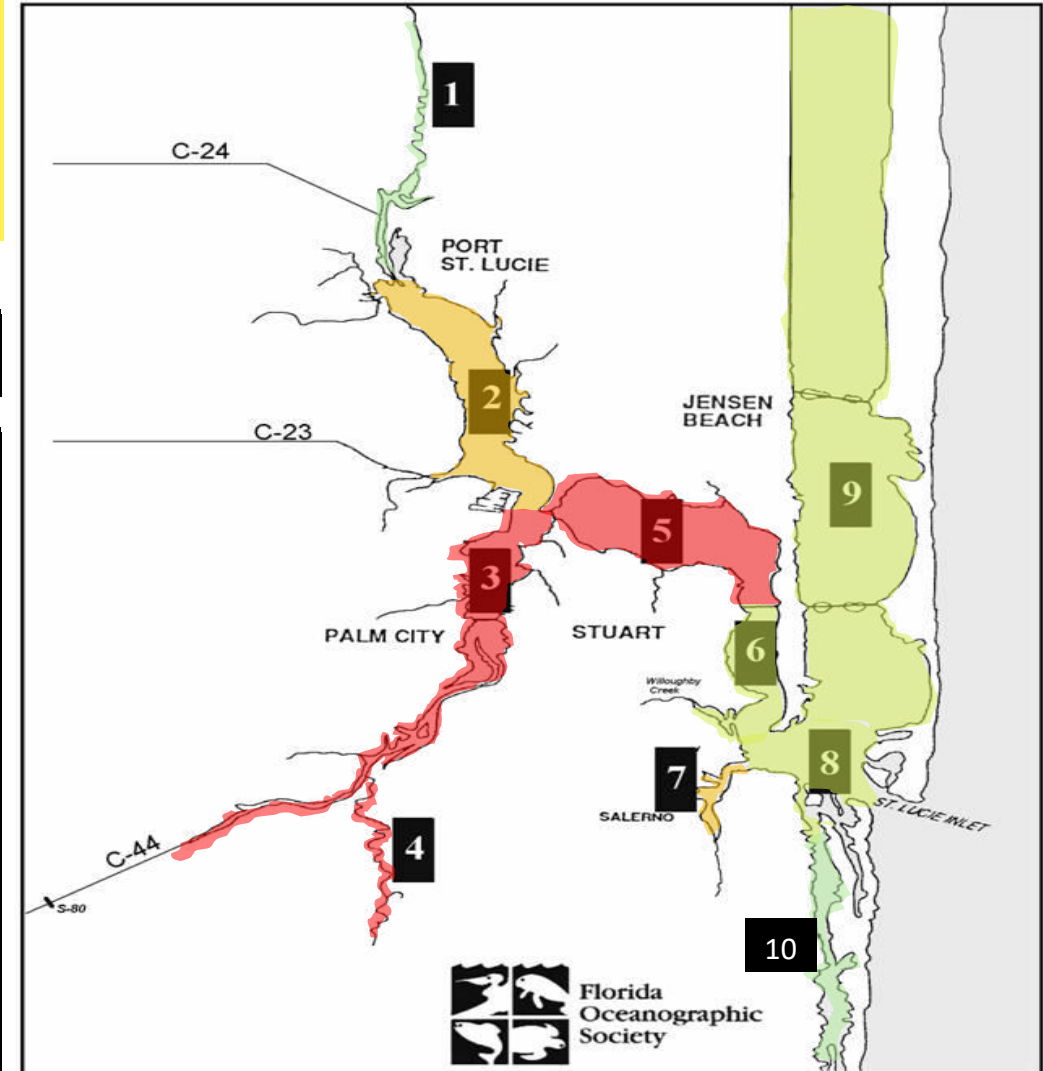 1
C-24
PORT
ST. LUCIE
2
JENSEN
BEACH
C-23
9
5
3
PALM CITY
STUART
6
Willoughby
Creek
7
8
SALERNO
ST. LUCIE INLET
C-44
4
S-80
10
Florida
Oceanographic
Society